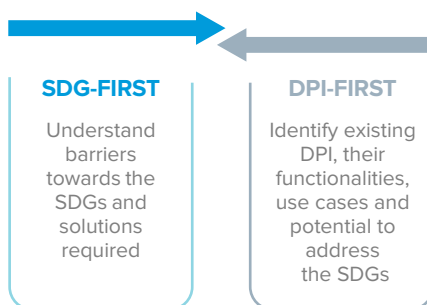 SDG-FIRST
Understand
barriers
towards the
SDGs and
solutions
required
DPI-FIRST
Identify existing
DPI, their
functionalities,
use cases and
potential to
address
the SDGs